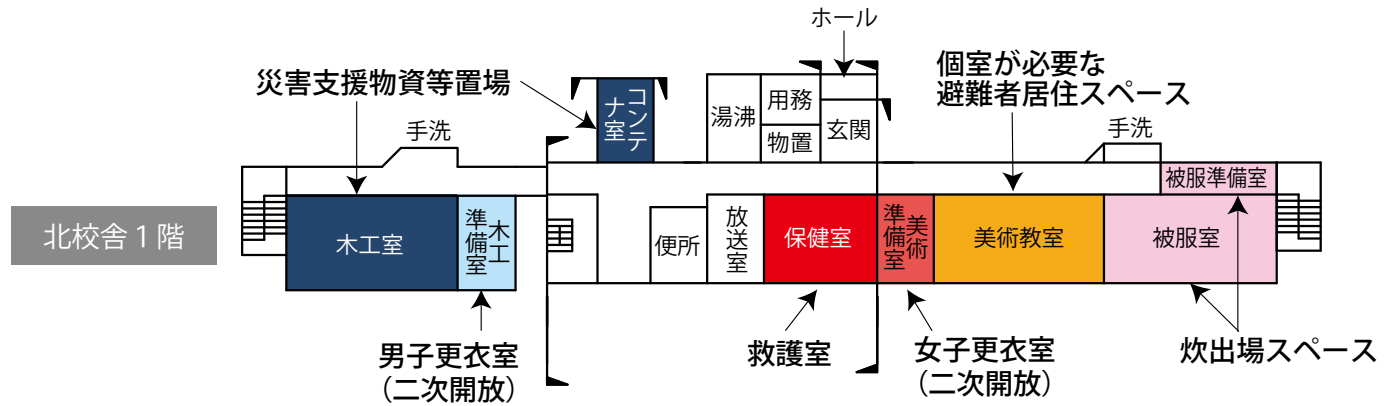 ホール
災害支援物資等置場
個室が必要な
避難者居住スペース
手洗
コンテナ室
湯沸
用務
物置
玄関
手洗
被服準備室
北校舎1階
木工室
木工準備室
便所
放送室
保健室
美術準備室
美術教室
被服室
男子更衣室
（二次開放）
救護室
女子更衣室
（二次開放）
炊出場スペース